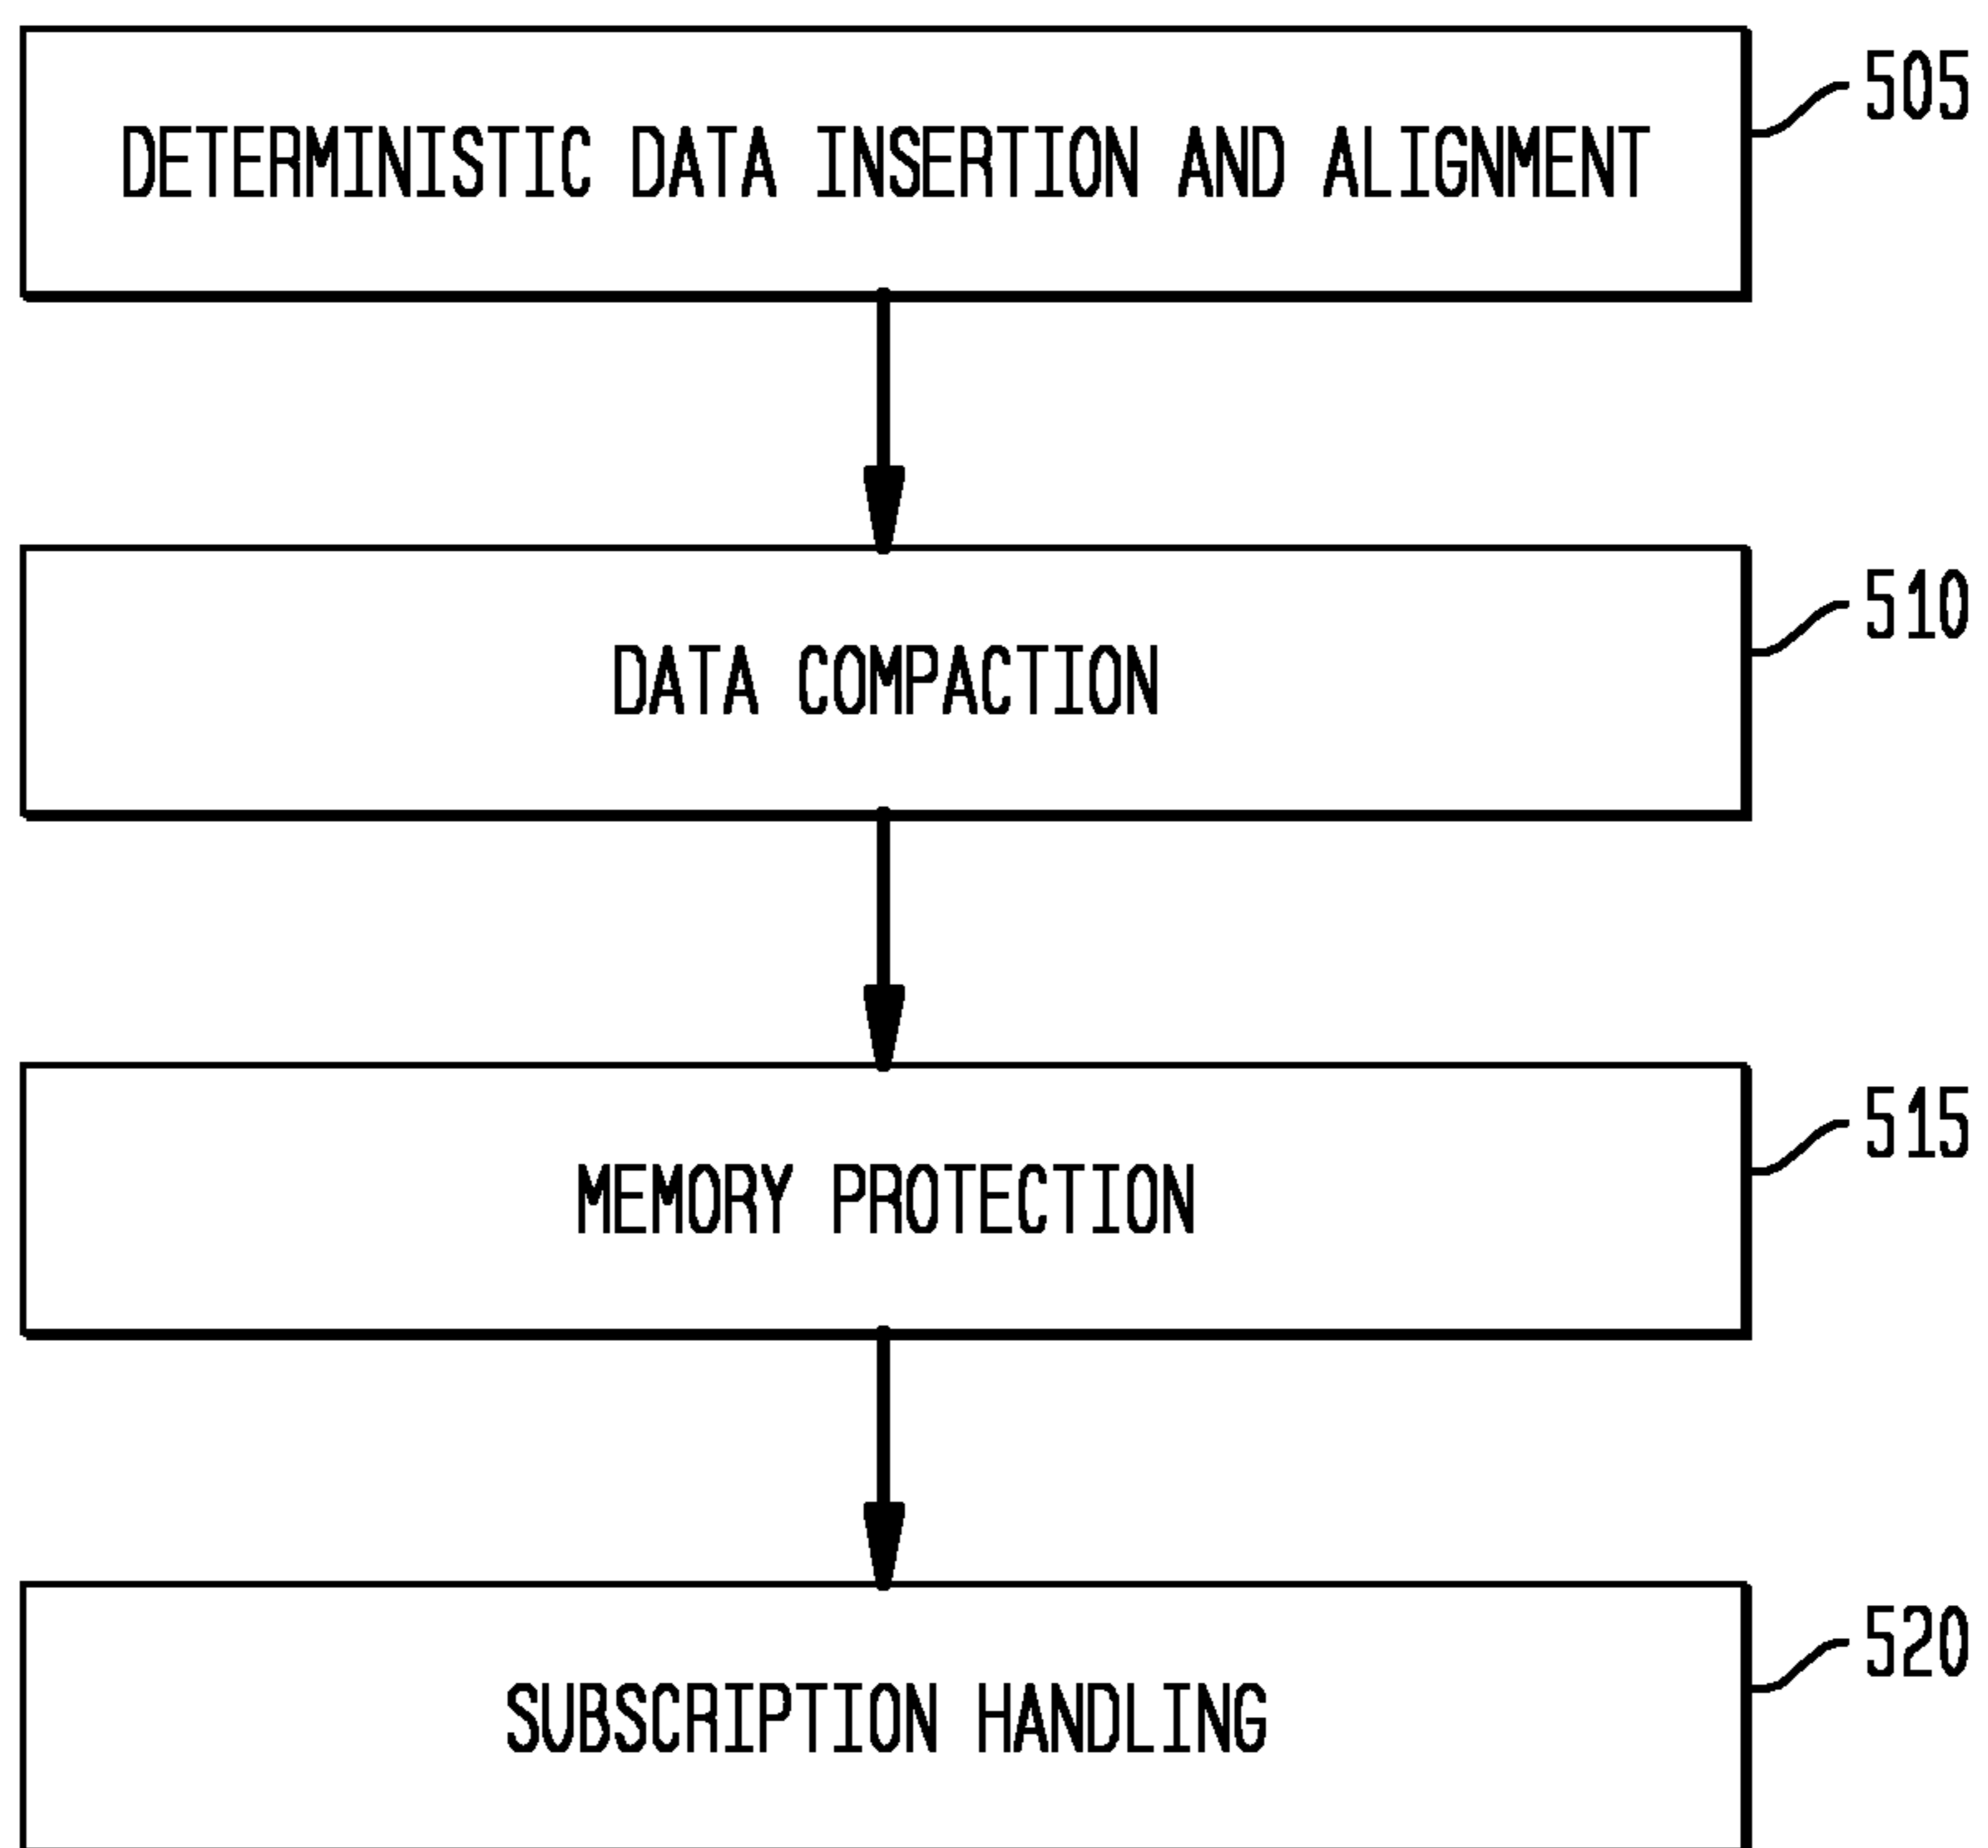 DETERMINISTIC DATA INSERTION AND ALIGNMENT
505
DATA COMPACTION
510
MEMORY PROTECTION
515
SUBSCRIPTION HANDLING
520